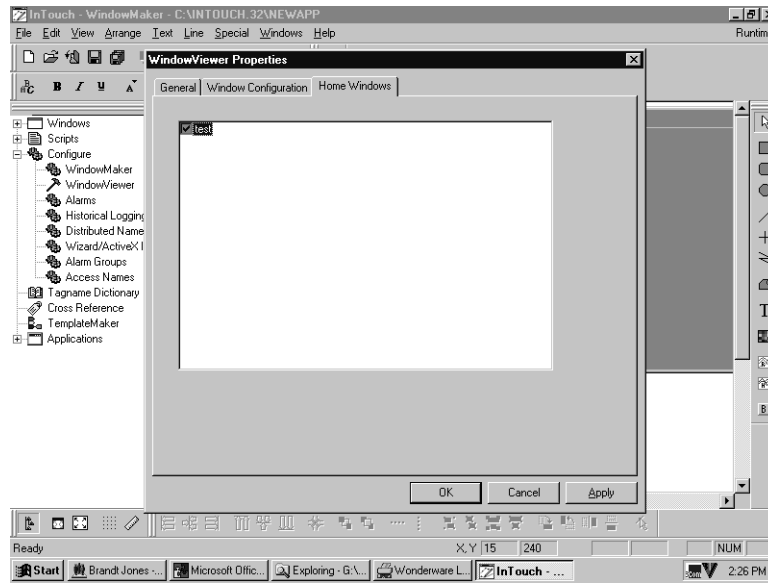 InTouch - WindowMaker - C:\INTOUCH.32\NEWAPP
File Edit View Arrange Text Line Special Windows Help
Runtim
WindowViewer Properties
B I U A
General Window Configuration Home Windows
test
Windows
Scripts
Configure
WindowMaker
WindowViewer
Alarms
Historical Logging
Distributed Name
Wizard/ActiveX I
Alarm Groups
Access Names
Tagname Dictionary
Cross Reference
TemplateMaker
Applications
T
B
OK Cancel Apply
Ready X, Y 15 240 NUM
Start Brandt Jones -... Microsoft Offic... Exploring - G:\... Wonderware L... InTouch - ... 2:26 PM